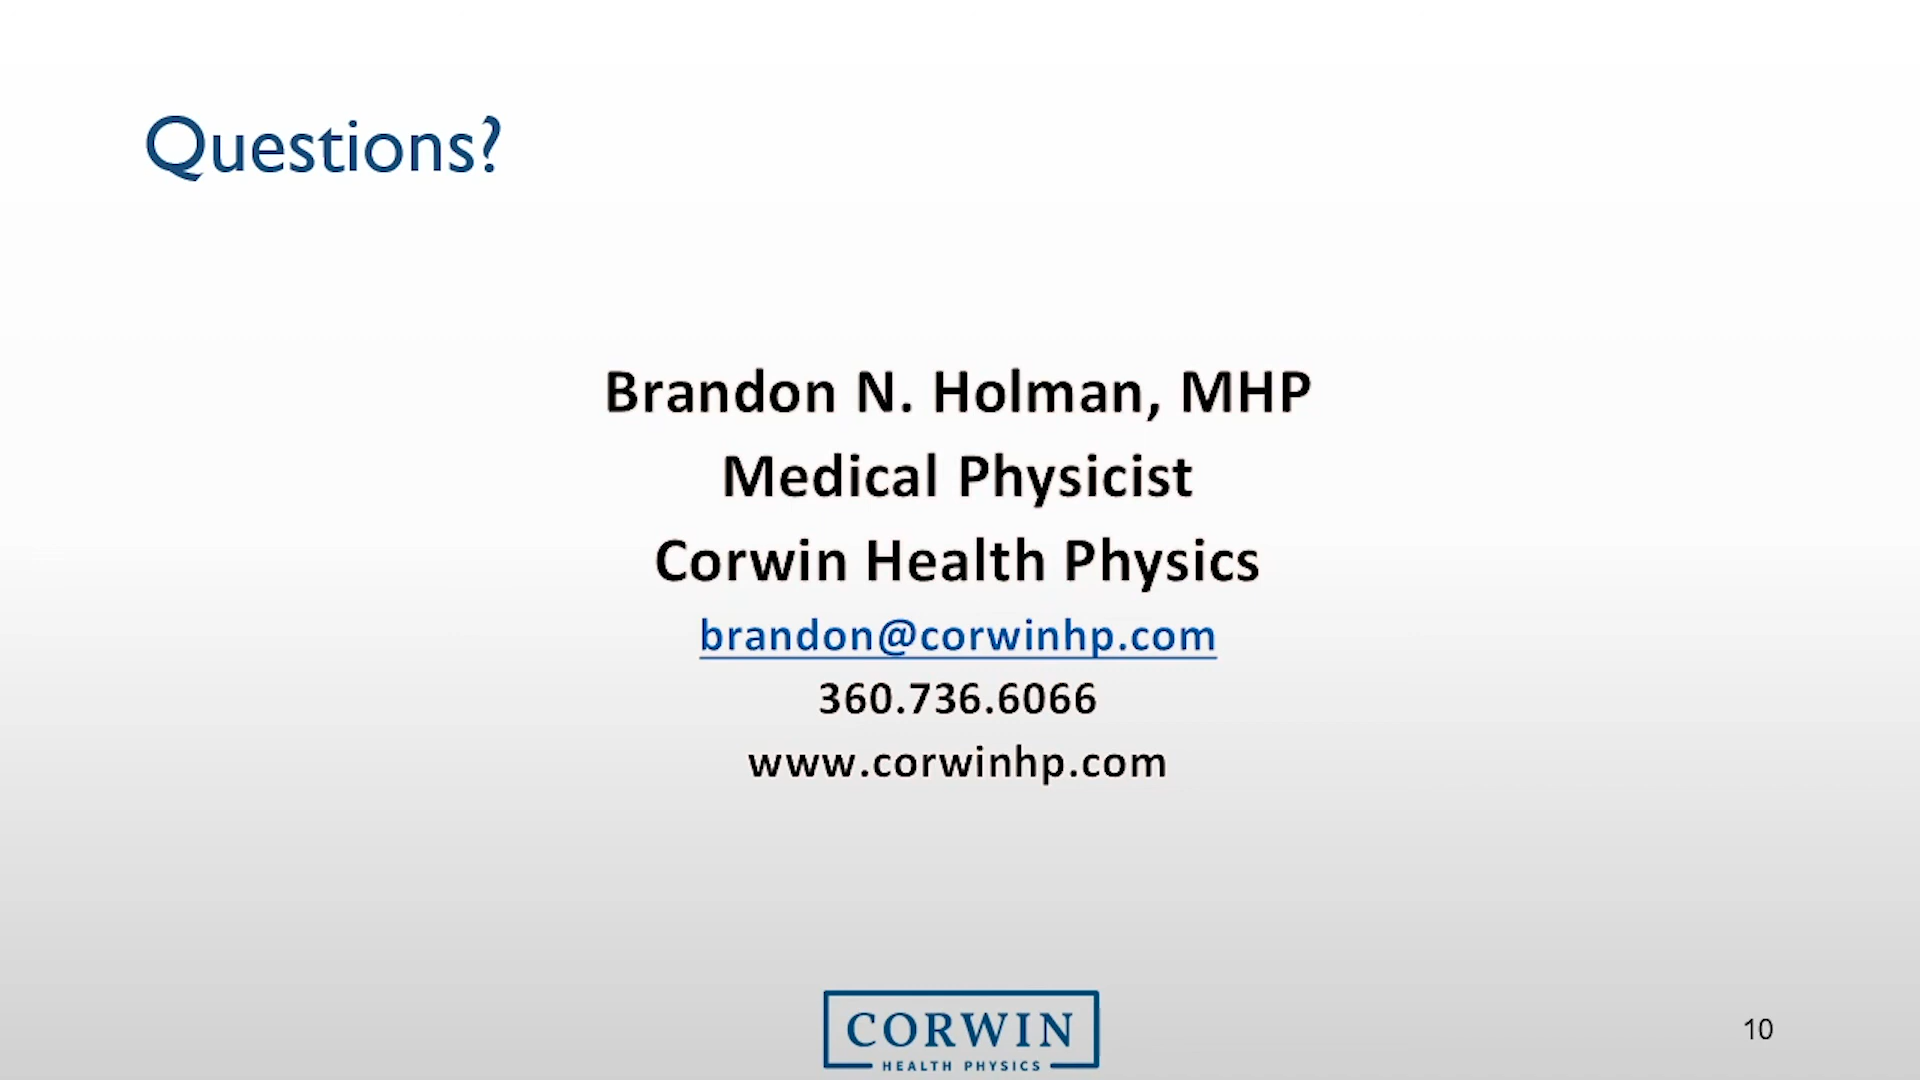 Questions?
Brandon N. Holman, MHP
Medical Physicist
Corwin Health Physics
brandon@corwinhp.com
360.736.6066
www.corwinhp.com
CORWIN
HEALTH PHYSICS
10